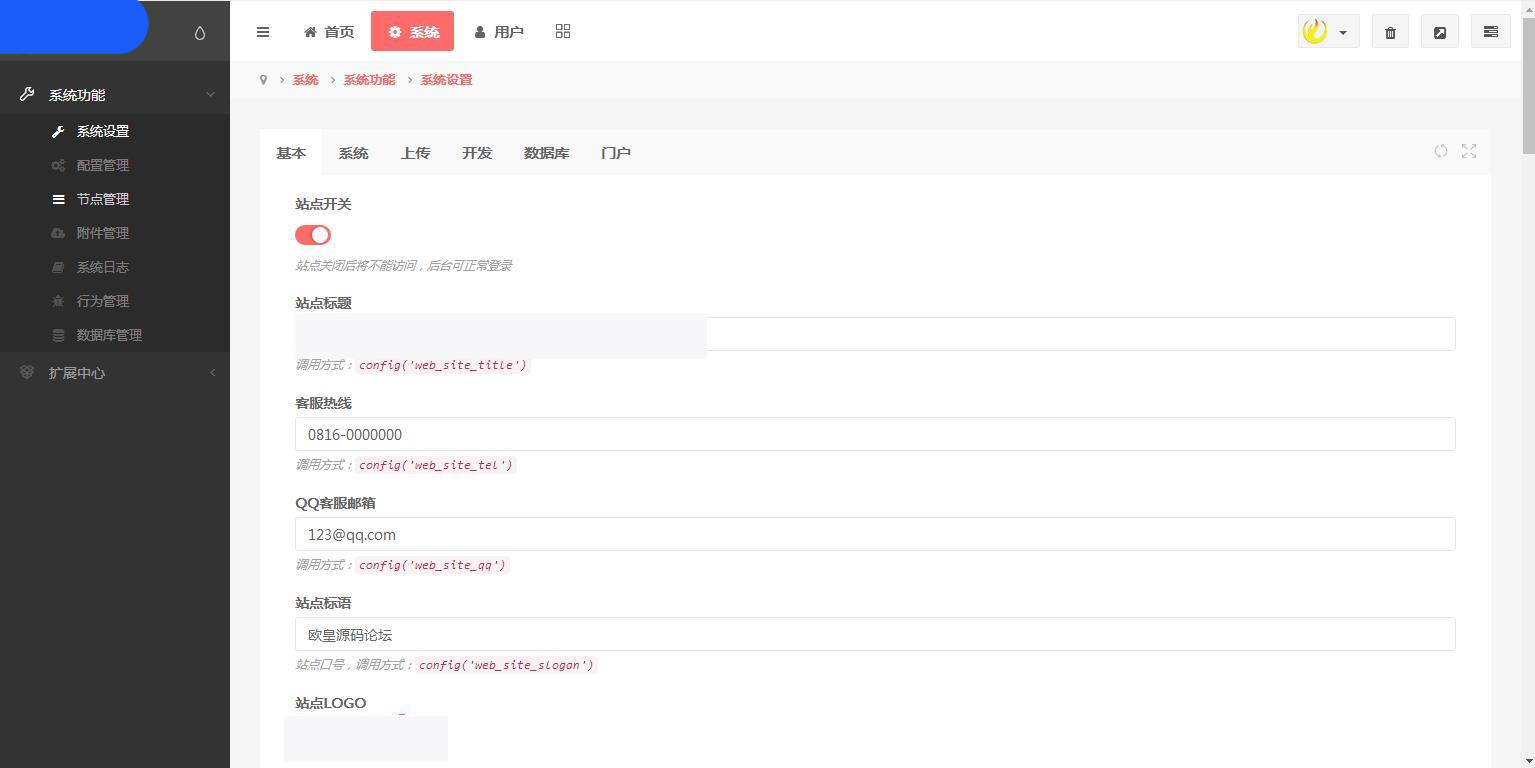 首页
系统
用户
系统
系统功能
系统设置
系统功能
系统设置
配置管理
节点管理
附件管理
系统日志
行为管理
数据库管理
扩展中心
基本
系统
上传
开发
数据库
门户
站点开关
站点关闭后将不能访问，后台可正常登录
站点标题
调用方式：config('web_site_title')
客服热线
0816-0000000
调用方式：config('web_site_tel')
QQ客服邮箱
123@qq.com
调用方式：config('web_site_qq')
站点标语
欧皇源码论坛
站点口号，调用方式：config('web_site_slogan')
站点LOGO